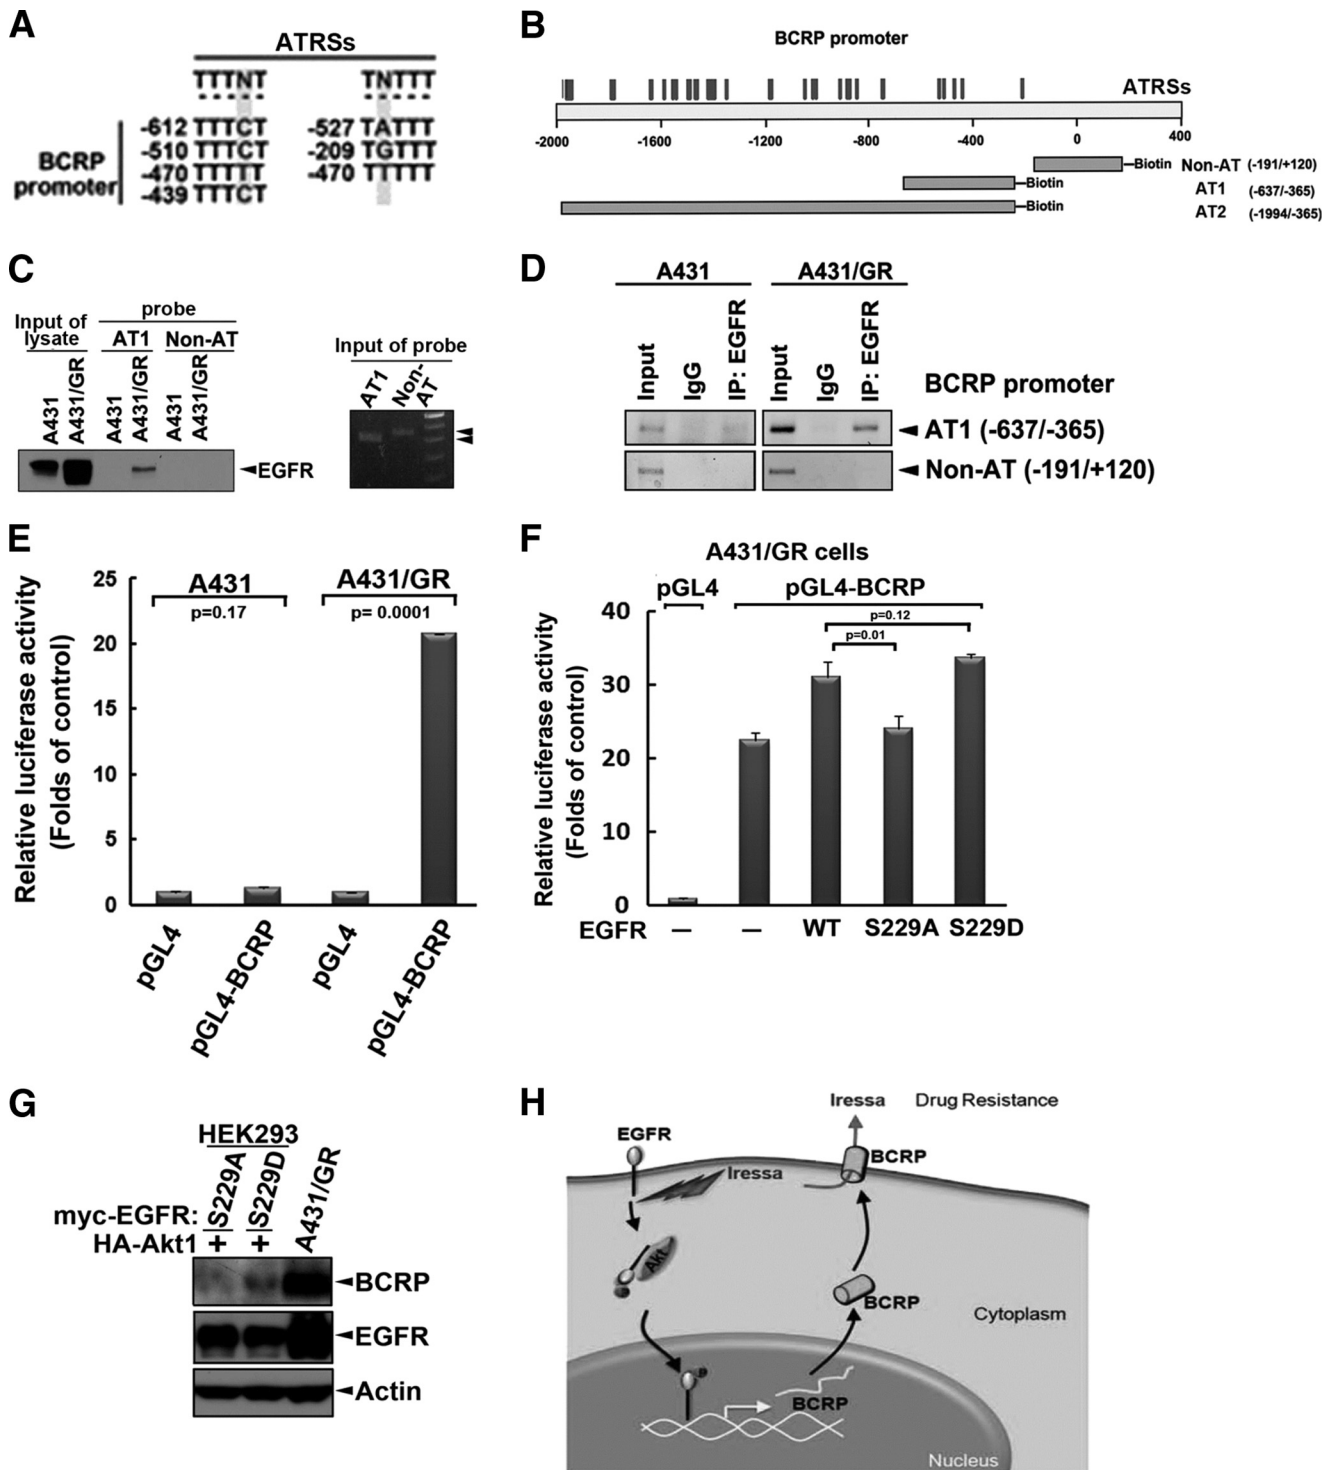 A
ATRSs
TTTNT TNTTT
-612 TTTCT -527 TATTT
-510 TTTCT -209 TGTTT
-470 TTTTT -470 TTTTT
-439 TTTCT
BCRP
promoter
B
BCRP promoter
ATRSs
-2000 -1600 -1200 -800 -400 0 400
Biotin Non-AT (-191/+120)
Biotin AT1 (-637/-365)
Biotin AT2 (-1994/-365)
C
Input of
lysate
probe
AT1 Non-AT
A431 A431/GR A431 A431/GR A431 A431/GR
EGFR
Input of probe
AT1 Non-AT
D
A431 A431/GR
Input IgG IP: EGFR Input IgG IP: EGFR
BCRP promoter
AT1 (-637/-365)
Non-AT (-191/+120)
E
Relative luciferase activity
(Folds of control)
25
20
15
10
5
0
A431 A431/GR
p=0.17 p= 0.0001
pGL4 pGL4-BCRP pGL4 pGL4-BCRP
F
A431/GR cells
pGL4 pGL4-BCRP
Relative luciferase activity
(Folds of control)
40
30
20
10
0
p=0.12
p=0.01
EGFR – – WT S229A S229D
G
HEK293
myc-EGFR: S229A S229D A431/GR
HA-Akt1 + +
BCRP
EGFR
Actin
H
Iressa Drug Resistance
EGFR
BCRP
Iressa
Akt
BCRP
Cytoplasm
BCRP
Nucleus